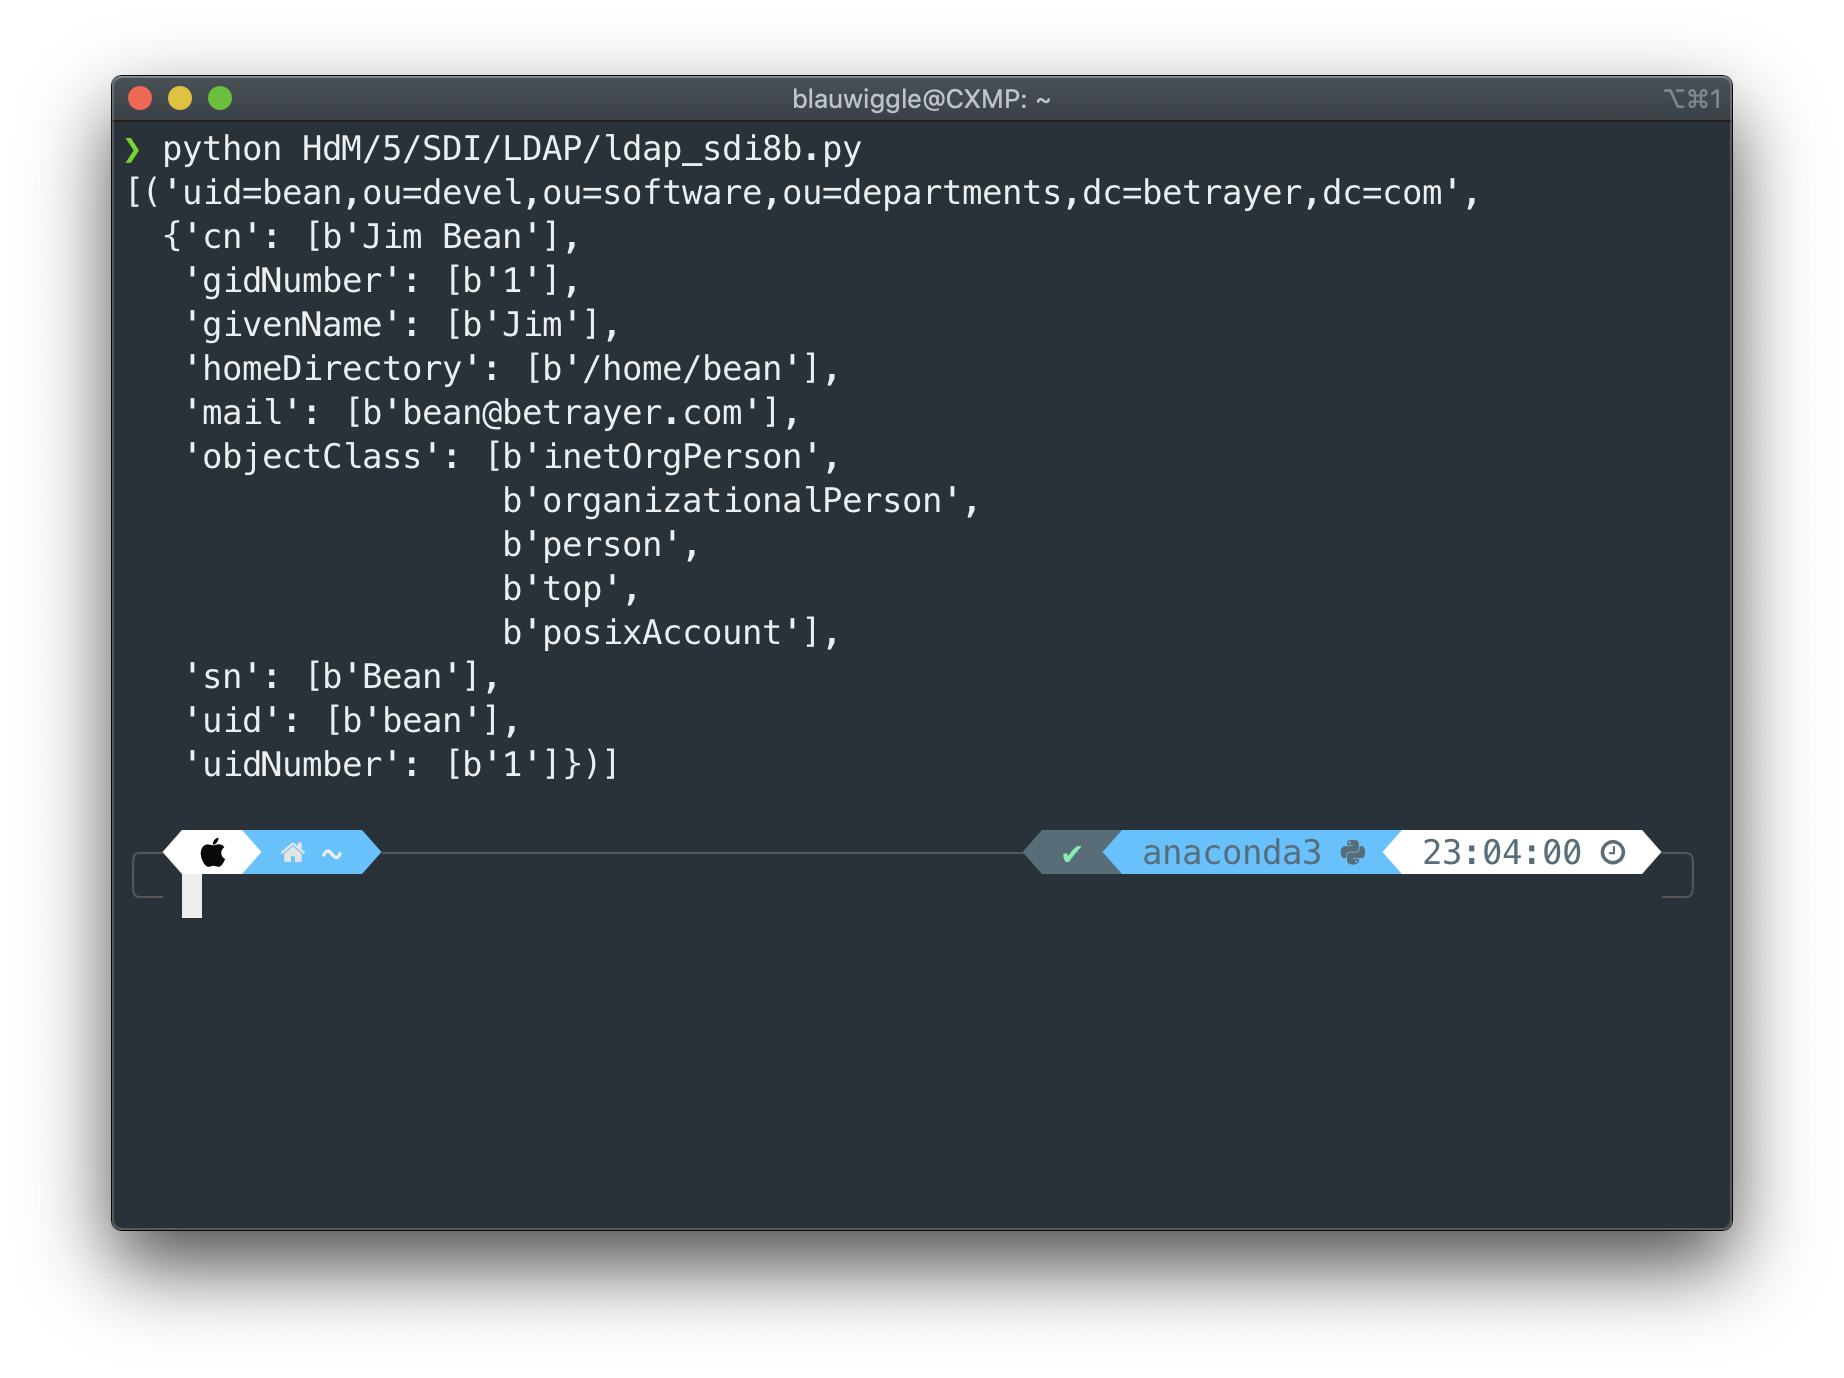 blauwiggle@CXMP: ~ ⌥⌘1
❯ python HdM/5/SDI/LDAP/ldap_sdi8b.py
[('uid=bean,ou=devel,ou=software,ou=departments,dc=betrayer,dc=com',
  {'cn': [b'Jim Bean'],
   'gidNumber': [b'1'],
   'givenName': [b'Jim'],
   'homeDirectory': [b'/home/bean'],
   'mail': [b'bean@betrayer.com'],
   'objectClass': [b'inetOrgPerson',
                   b'organizationalPerson',
                   b'person',
                   b'top',
                   b'posixAccount'],
   'sn': [b'Bean'],
   'uid': [b'bean'],
   'uidNumber': [b'1']})]
~ ✔ anaconda3 23:04:00